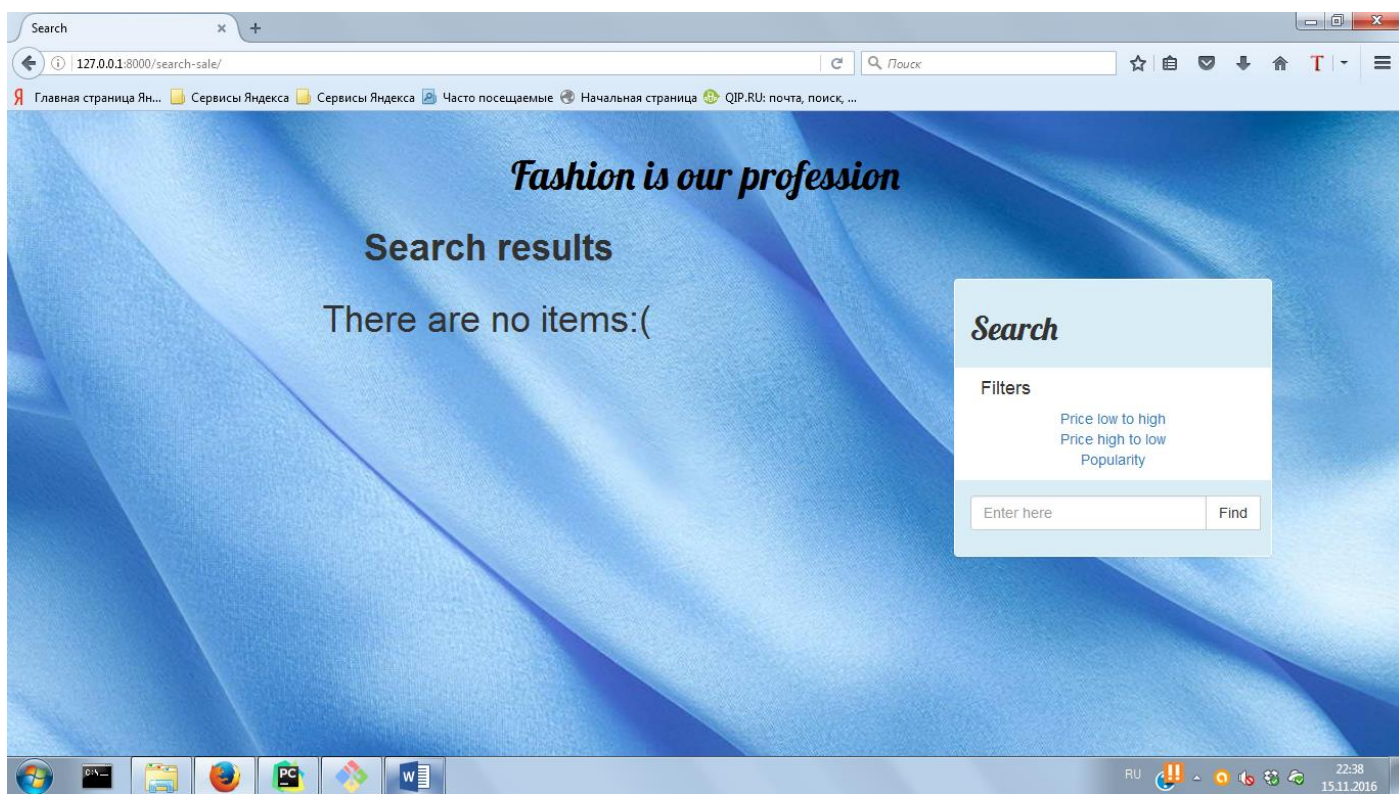 Search
127.0.0.1:8000/search-sale/
Поиск
Главная страница Ян... Сервисы Яндекса Сервисы Яндекса Часто посещаемые Начальная страница QIP.RU: почта, поиск, ...
Fashion is our profession
Search results
There are no items:(
Search
Filters
Price low to high
Price high to low
Popularity
Enter here Find
RU 22:38
15.11.2016